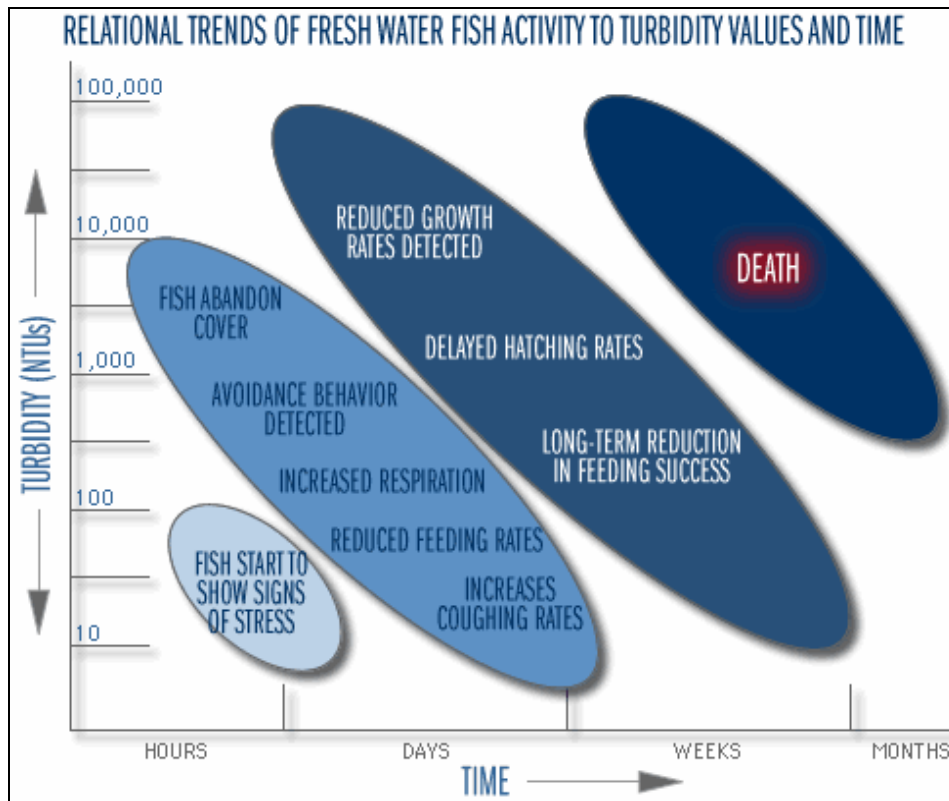 RELATIONAL TRENDS OF FRESH WATER FISH ACTIVITY TO TURBIDITY VALUES AND TIME
100,000
10,000
1,000
100
10
TURBIDITY (NTUs)
REDUCED GROWTH
RATES DETECTED
DEATH
FISH ABANDON
COVER
DELAYED HATCHING RATES
AVOIDANCE BEHAVIOR
DETECTED
LONG-TERM REDUCTION
IN FEEDING SUCCESS
INCREASED RESPIRATION
REDUCED FEEDING RATES
FISH START TO
SHOW SIGNS
OF STRESS
INCREASES
COUGHING RATES
HOURS
DAYS
WEEKS
MONTHS
TIME